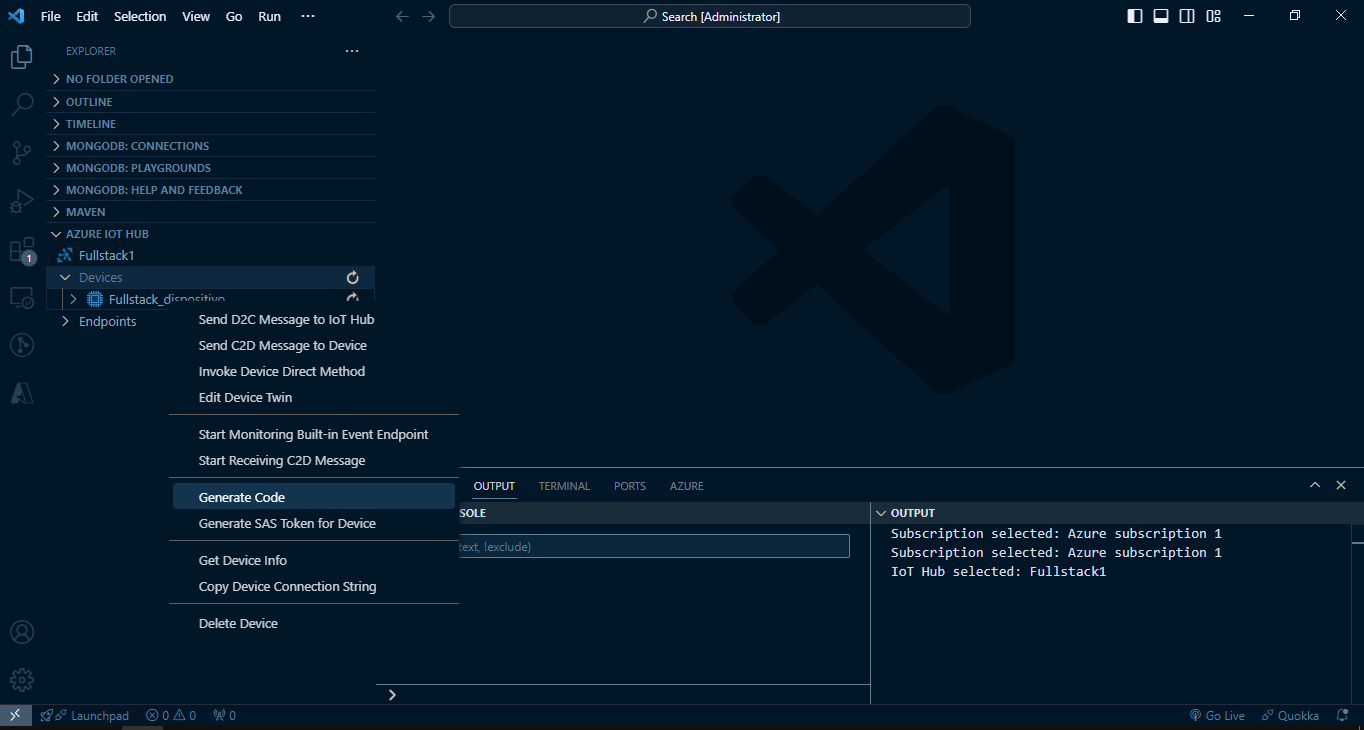 File Edit Selection View Go Run ...
Search [Administrator]
EXPLORER
NO FOLDER OPENED
OUTLINE
TIMELINE
MONGODB: CONNECTIONS
MONGODB: PLAYGROUNDS
MONGODB: HELP AND FEEDBACK
MAVEN
AZURE IOT HUB
Fullstack1
Devices
Fullstack_dispositivo
Endpoints
1
Send D2C Message to IoT Hub
Send C2D Message to Device
Invoke Device Direct Method
Edit Device Twin
Start Monitoring Built-in Event Endpoint
Start Receiving C2D Message
Generate Code
Generate SAS Token for Device
Get Device Info
Copy Device Connection String
Delete Device
OUTPUT TERMINAL PORTS AZURE
SOLE
text, !exclude)
OUTPUT
Subscription selected: Azure subscription 1
Subscription selected: Azure subscription 1
IoT Hub selected: Fullstack1
Launchpad 0 0 0 Go Live Quokka